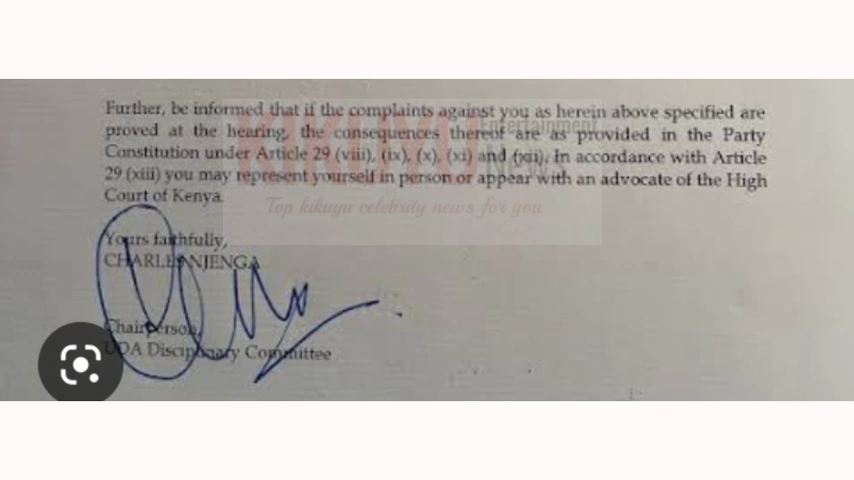 Further, be informed that if the complaints against you as herein above specified are
proved at the hearing, the consequences thereof are as provided in the Party
Constitution under Article 29 (viii), (ix), (x), (xi) and (xii). In accordance with Article
29 (xiii) you may represent yourself in person or appear with an advocate of the High
Court of Kenya.
Entertainment
Top kikuyu celebrity news for you
Yours faithfully,
CHARLES NJENGA
Chairperson,
UDA Disciplinary Committee